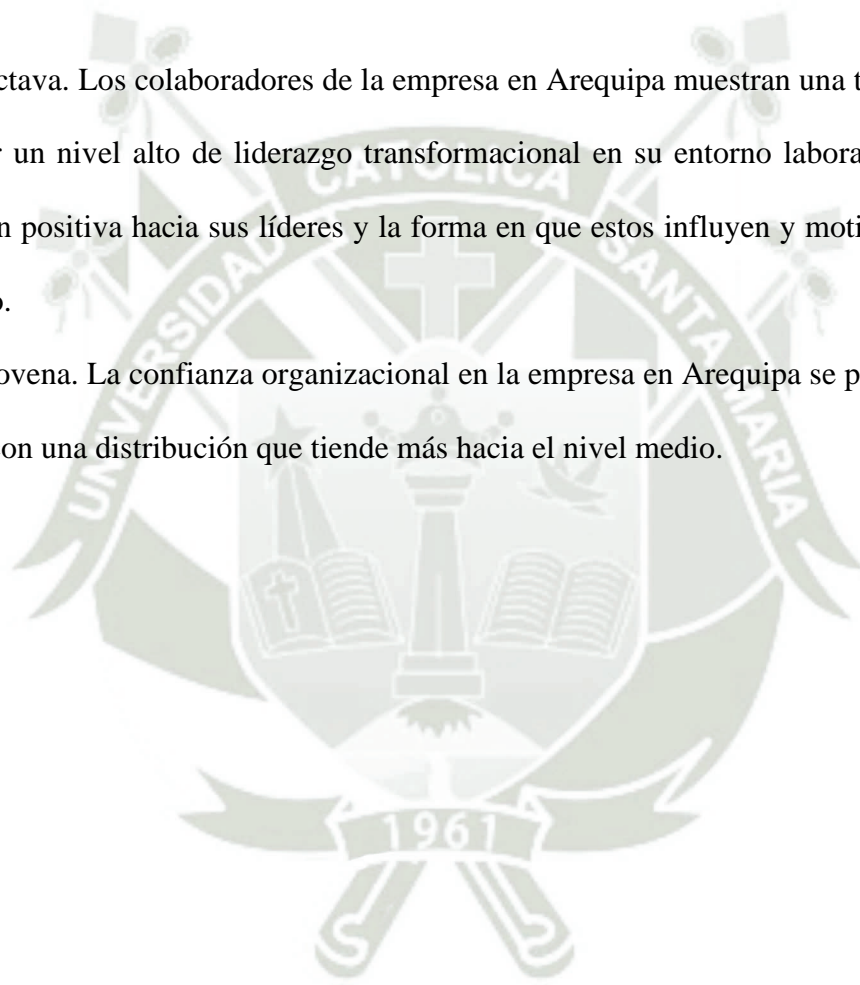 ctava. Los colaboradores de la empresa en Arequipa muestran una t
r un nivel alto de liderazgo transformacional en su entorno labora
n positiva hacia sus líderes y la forma en que estos influyen y moti
o.
ovena. La confianza organizacional en la empresa en Arequipa se p
on una distribución que tiende más hacia el nivel medio.
UNIVERSIDAD CATOLICA SANTA MARIA
1961